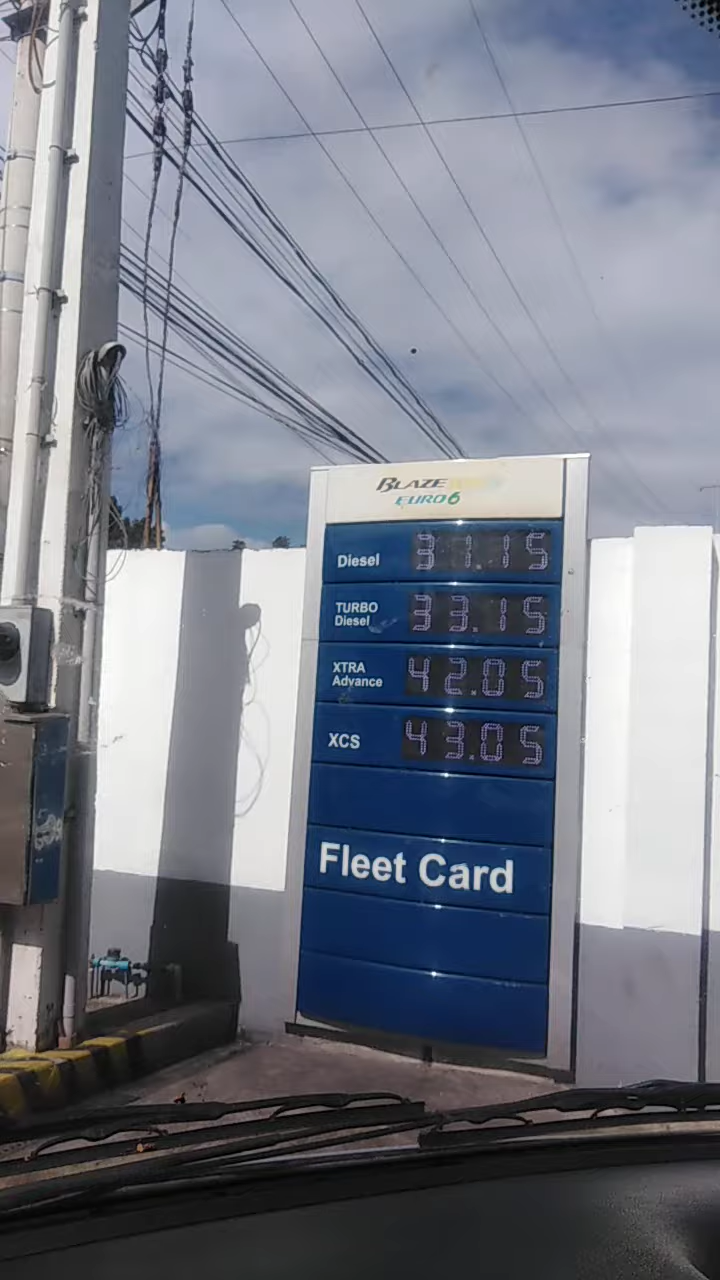 BLAZE
EURO6
Diesel 31.15
TURBO
Diesel 33.15
XTRA
Advance 42.05
XCS 43.05
Fleet Card